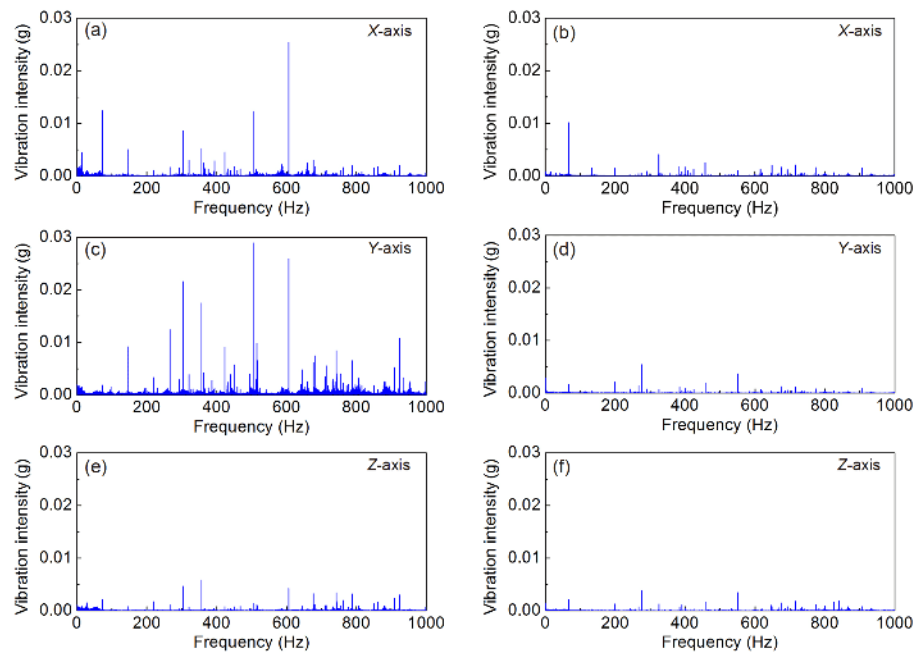 (a) X-axis
Vibration intensity (g)
0.03
0.02
0.01
0.00
0 200 400 600 800 1000
Frequency (Hz)
(b) X-axis
Vibration intensity (g)
0.03
0.02
0.01
0.00
0 200 400 600 800 1000
Frequency (Hz)
(c) Y-axis
Vibration intensity (g)
0.03
0.02
0.01
0.00
0 200 400 600 800 1000
Frequency (Hz)
(d) Y-axis
Vibration intensity (g)
0.03
0.02
0.01
0.00
0 200 400 600 800 1000
Frequency (Hz)
(e) Z-axis
Vibration intensity (g)
0.03
0.02
0.01
0.00
0 200 400 600 800 1000
Frequency (Hz)
(f) Z-axis
Vibration intensity (g)
0.03
0.02
0.01
0.00
0 200 400 600 800 1000
Frequency (Hz)